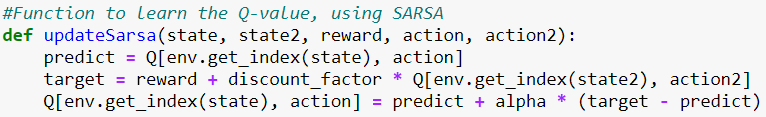 #Function to learn the Q-value, using SARSA
def updateSarsa(state, state2, reward, action, action2):
    predict = Q[env.get_index(state), action]
    target = reward + discount_factor * Q[env.get_index(state2), action2]
    Q[env.get_index(state), action] = predict + alpha * (target - predict)